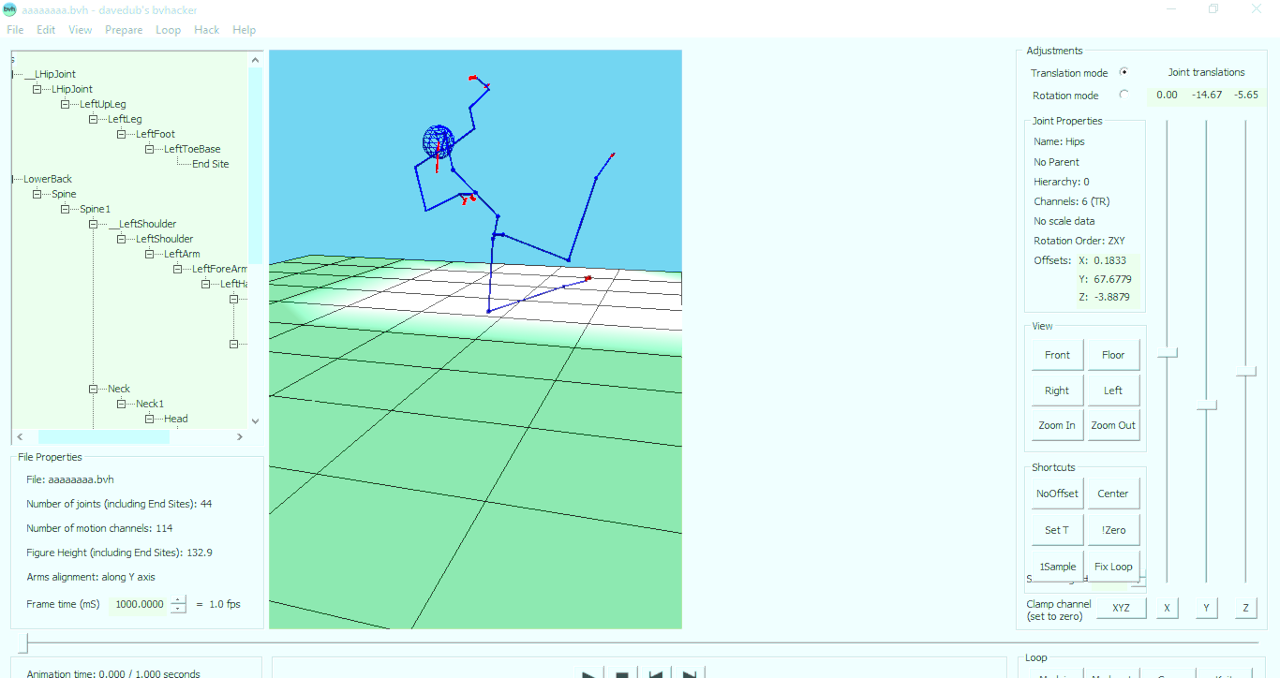 aaaaaaaa.bvh - davedub's bvhacker
File Edit View Prepare Loop Hack Help
s
__LHipJoint
LHipJoint
LeftUpLeg
LeftLeg
LeftFoot
LeftToeBase
End Site
LowerBack
Spine
Spine1
__LeftShoulder
LeftShoulder
LeftArm
LeftForeArm
LeftHa
Neck
Neck1
Head
File Properties
File: aaaaaaaa.bvh
Number of joints (including End Sites): 44
Number of motion channels: 114
Figure Height (including End Sites): 132.9
Arms alignment: along Y axis
Frame time (mS) 1000.0000 = 1.0 fps
Animation time: 0.000 / 1.000 seconds
Adjustments
Translation mode
Rotation mode
Joint translations
0.00 -14.67 -5.65
Joint Properties
Name: Hips
No Parent
Hierarchy: 0
Channels: 6 (TR)
No scale data
Rotation Order: ZXY
Offsets: X: 0.1833
Y: 67.6779
Z: -3.8879
View
Front Floor
Right Left
Zoom In Zoom Out
Shortcuts
NoOffset Center
Set T !Zero
1Sample Fix Loop
Clamp channel
(set to zero)
XYZ X Y Z
Loop